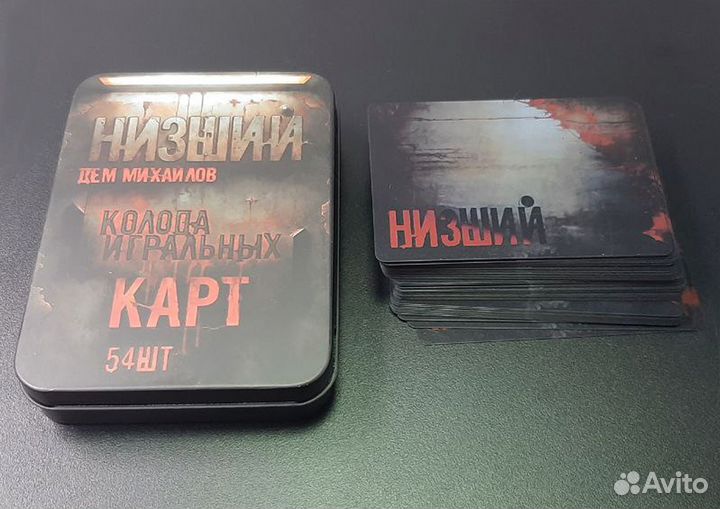 НИЗШИЙ
ДЕМ МИХАЙЛОВ
КОЛОДА
ИГРАЛЬНЫХ
КАРТ
54ШТ
НИЗШИЙ
Avito